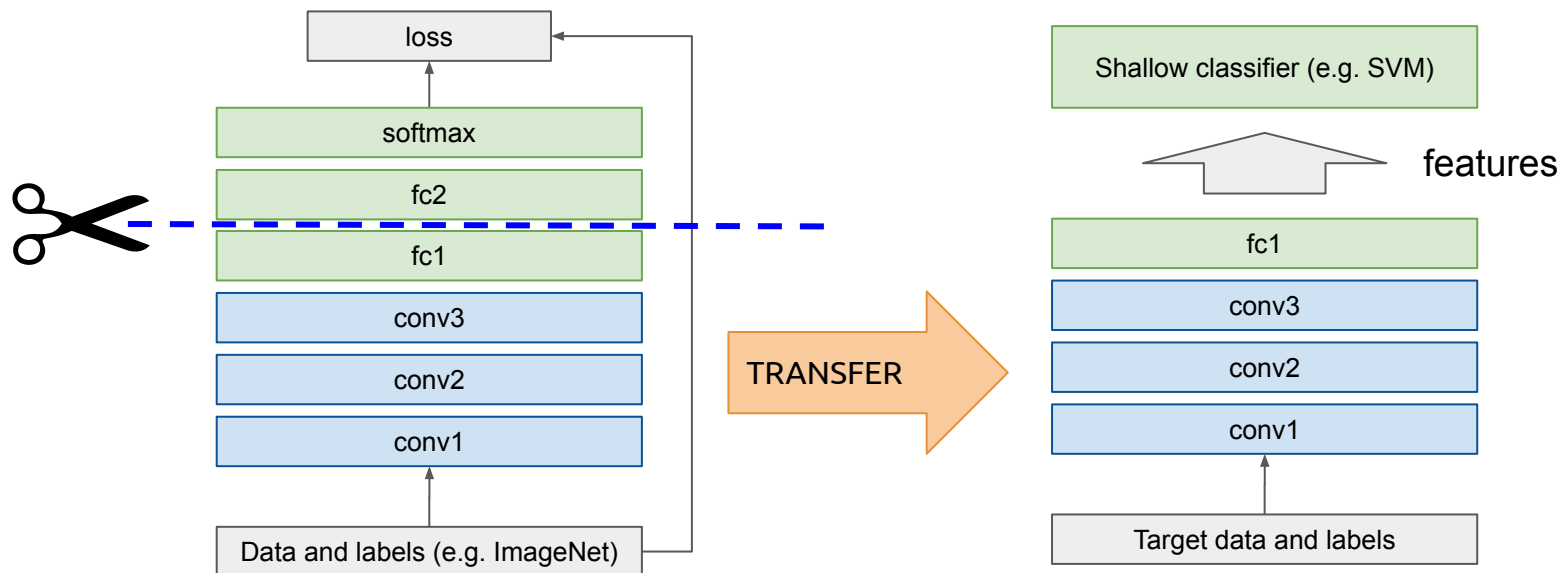 loss
softmax
fc2
fc1
conv3
conv2
conv1
Data and labels (e.g. ImageNet)
TRANSFER
Shallow classifier (e.g. SVM)
features
fc1
conv3
conv2
conv1
Target data and labels